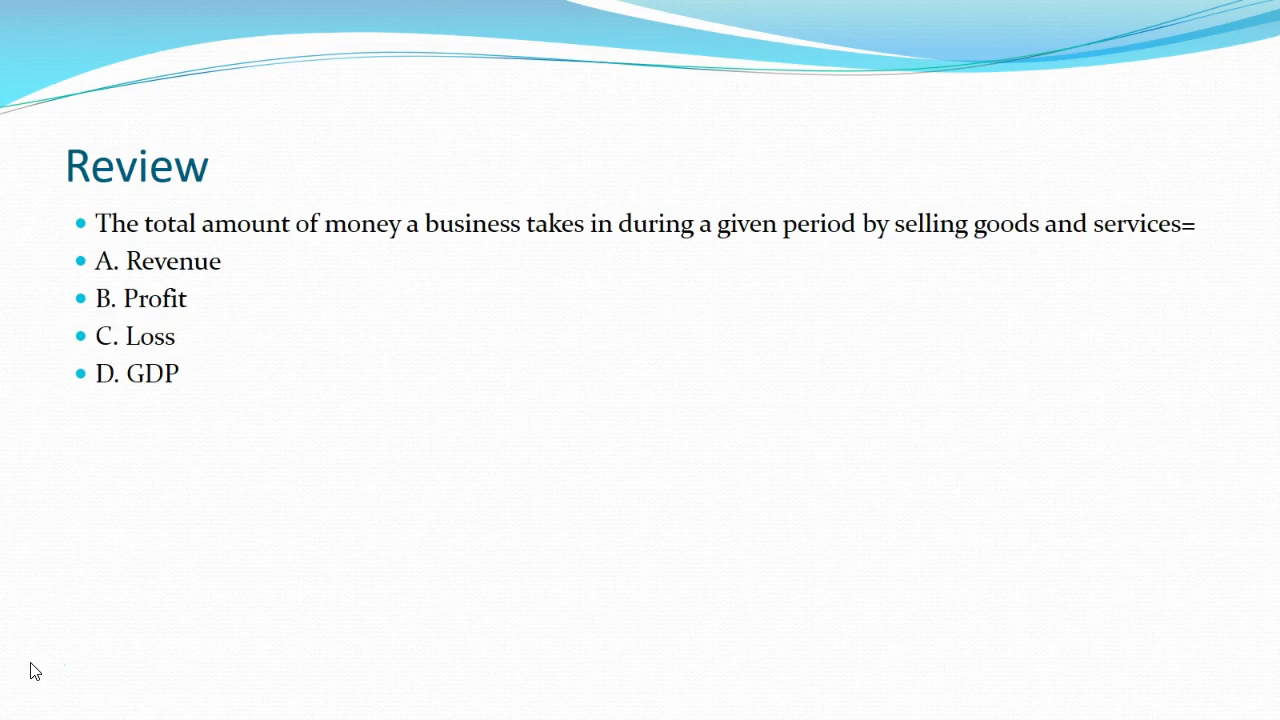 Review
The total amount of money a business takes in during a given period by selling goods and services=
A. Revenue
B. Profit
C. Loss
D. GDP